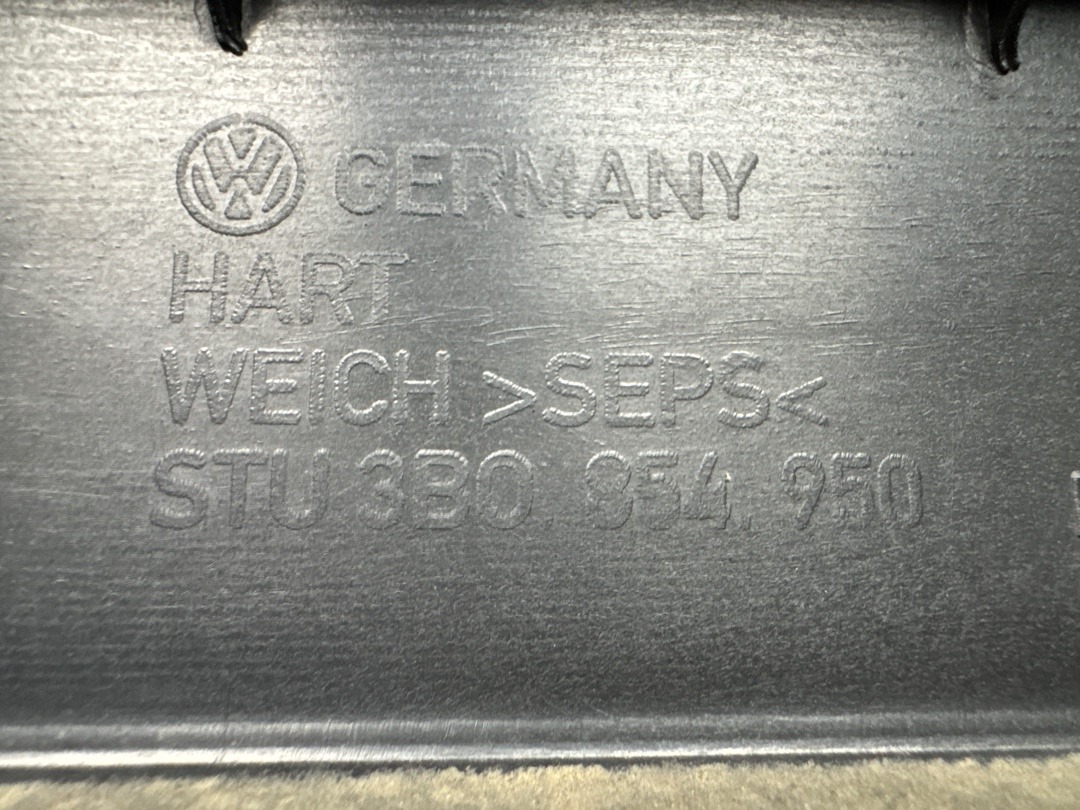 GERMANY
HART
WEICH >SEPS<
STU 3B0. 854. 950